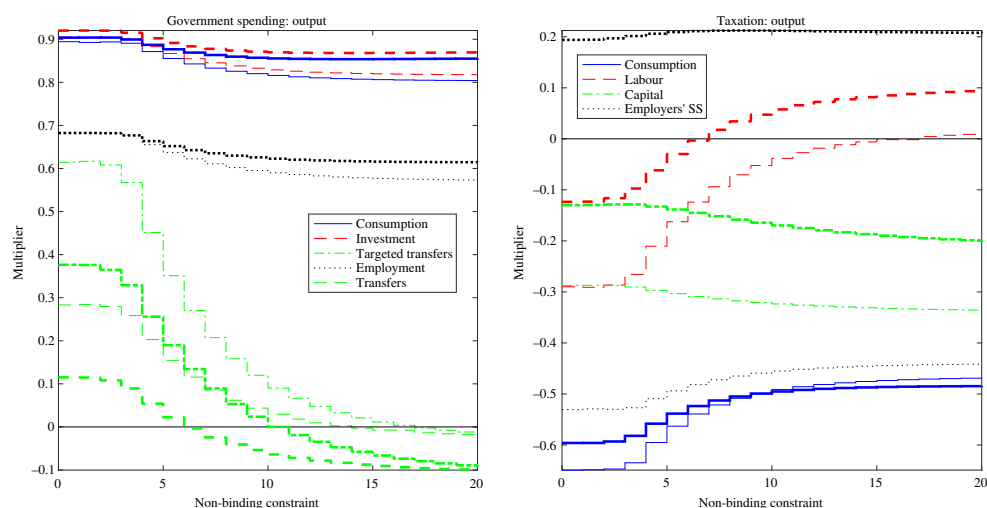 Government spending: output
0.9
0.8
0.7
0.6
0.5
0.4
0.3
0.2
0.1
0
–0.1
Multiplier
Consumption
Investment
Targeted transfers
Employment
Transfers
0 5 10 15 20
Non-binding constraint
Taxation: output
0.2
0.1
0
–0.1
–0.2
–0.3
–0.4
–0.5
–0.6
Multiplier
Consumption
Labour
Capital
Employers' SS
0 5 10 15 20
Non-binding constraint